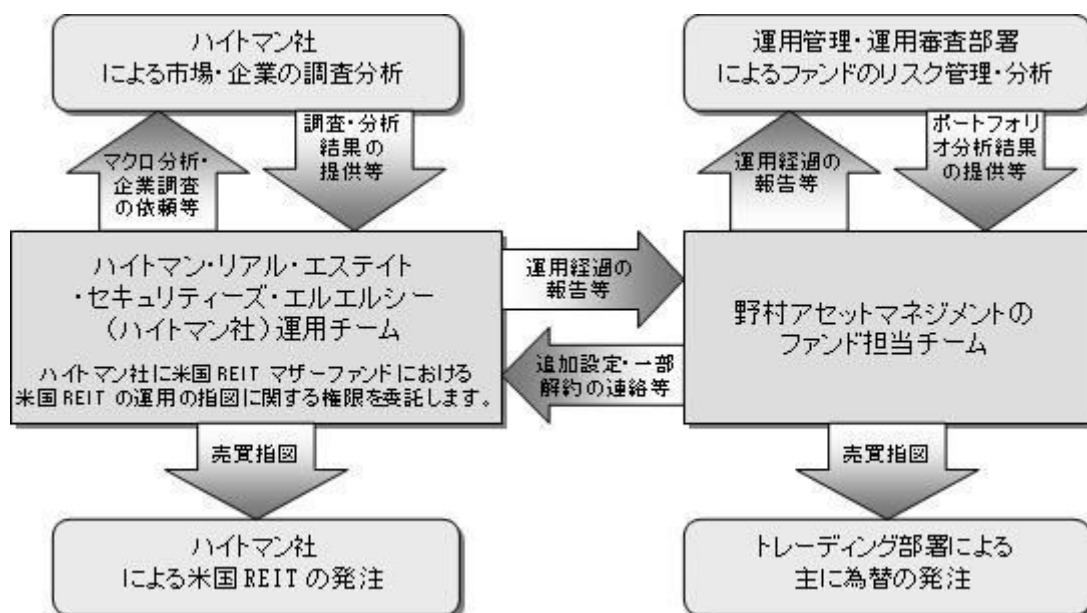 ハイトマン社
による市場・企業の調査分析
運用管理・運用審査部署
によるファンドのリスク管理・分析
マクロ分析・
企業調査
の依頼等
調査・分析
結果の
提供等
運用経過の
報告等
ポートフォリ
オ分析結果
の提供等
ハイトマン・リアル・エステイト
・セキュリティーズ・エルエルシー
（ハイトマン社）運用チーム
ハイトマン社に米国REITマザーファンドにおける
米国REITの運用の指図に関する権限を委託します。
運用経過の
報告等
追加設定・一部
解約の連絡等
野村アセットマネジメントの
ファンド担当チーム
売買指図
売買指図
ハイトマン社
による米国REITの発注
トレーディング部署による
主に為替の発注